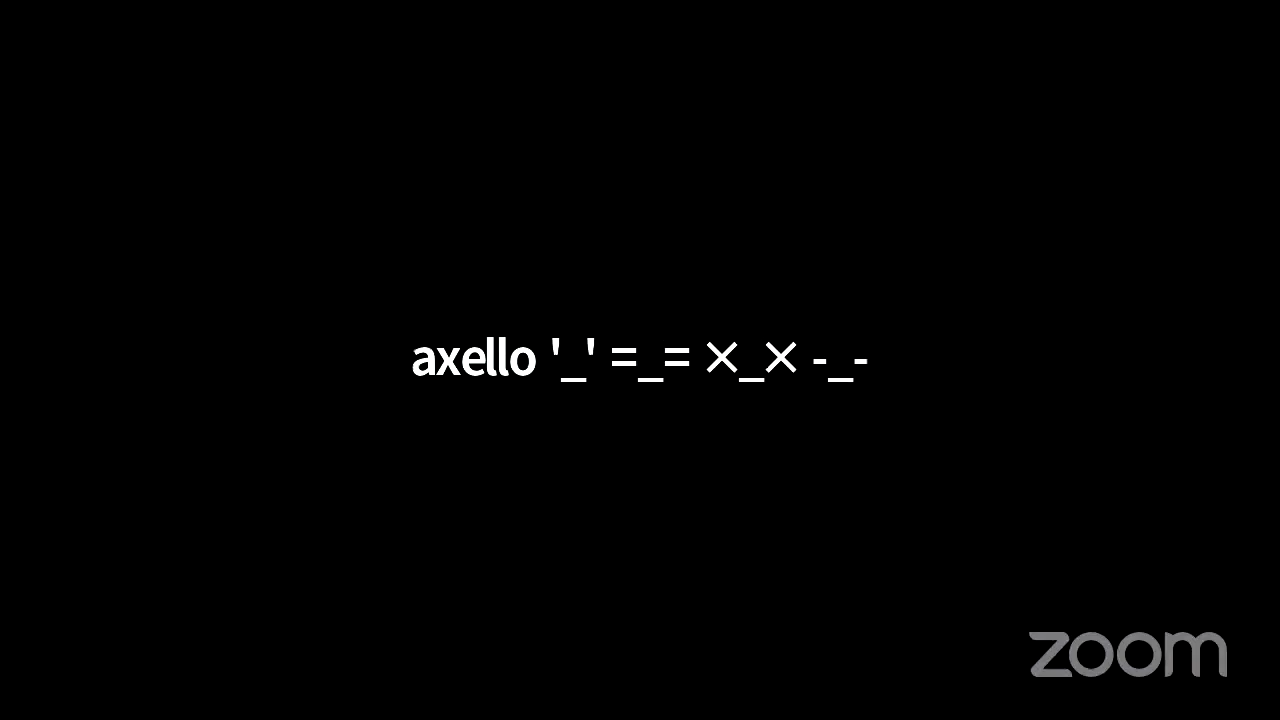 axello '_' =_= ×_× -_-
zoom